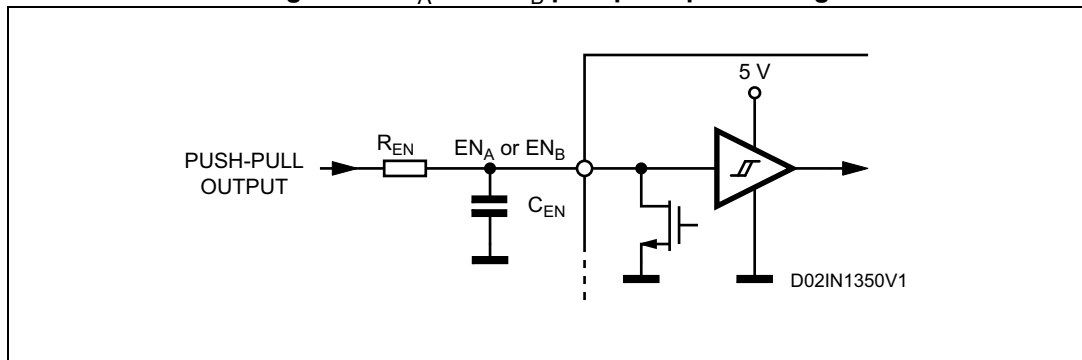 5 V
R_EN
EN_A or EN_B
PUSH-PULL
OUTPUT
C_EN
D02IN1350V1